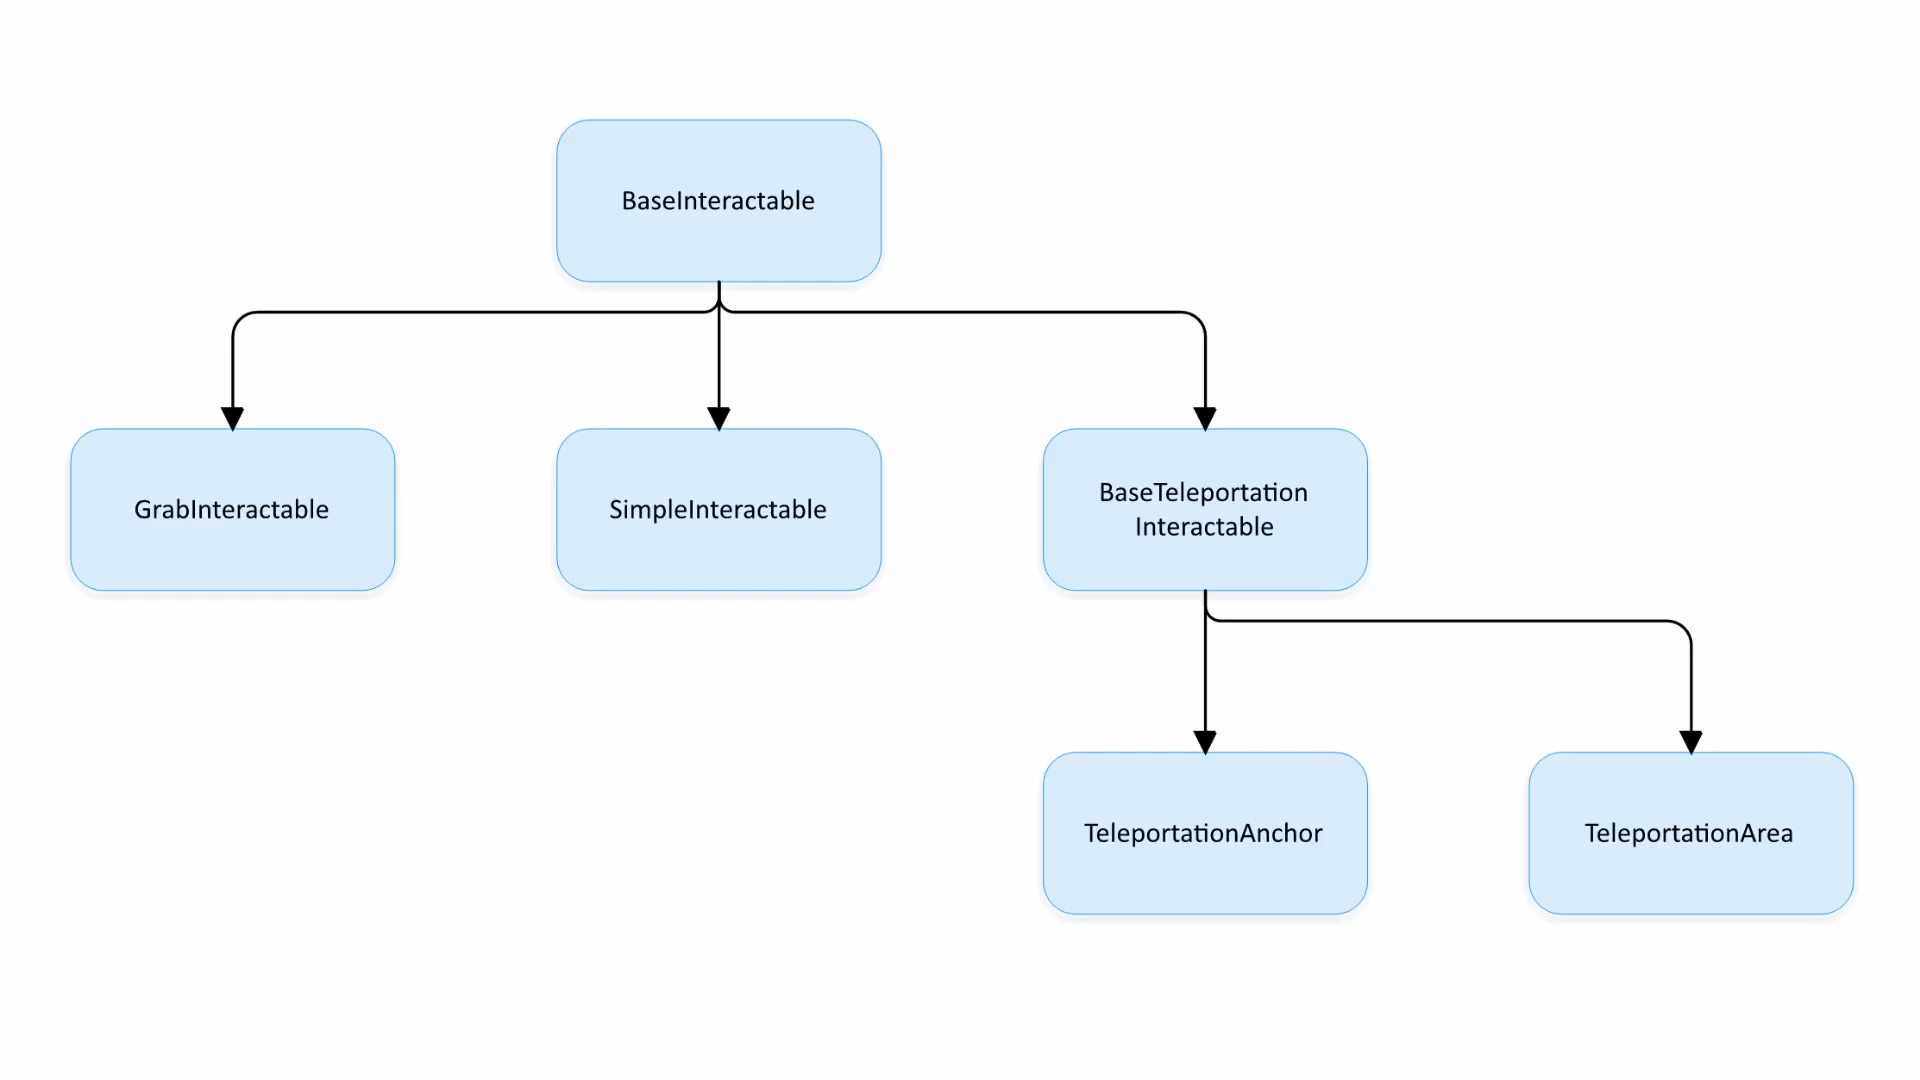 BaseInteractable
GrabInteractable
SimpleInteractable
BaseTeleportation
Interactable
TeleportationAnchor
TeleportationArea